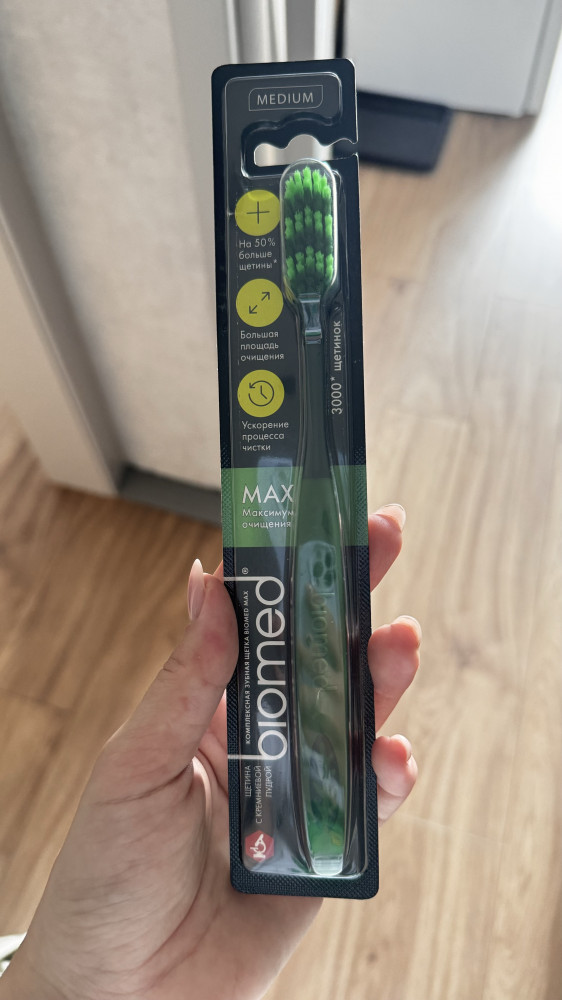 MEDIUM
На 50%
больше
щетины*
Большая
площадь
очищения
Ускорение
процесса
чистки
3000* щетинок
MAX
Максимум
очищения
biomed®
КОМПЛЕКСНАЯ ЗУБНАЯ ЩЕТКА BIOMED MAX
ЩЕТИНА
С КРЕМНИЕВОЙ
ПУДРОЙ
biomed